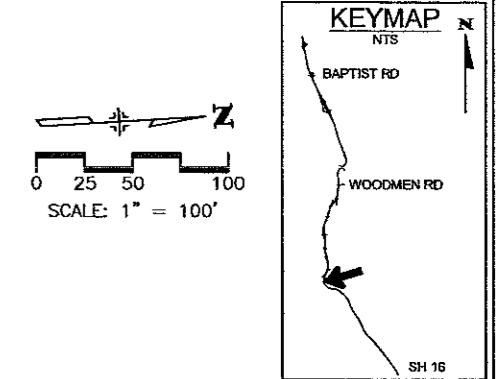 KEYMAP
N
NTS
BAPTIST RD
WOODMEN RD
SH 16
N
0 25 50 100
SCALE: 1" = 100'